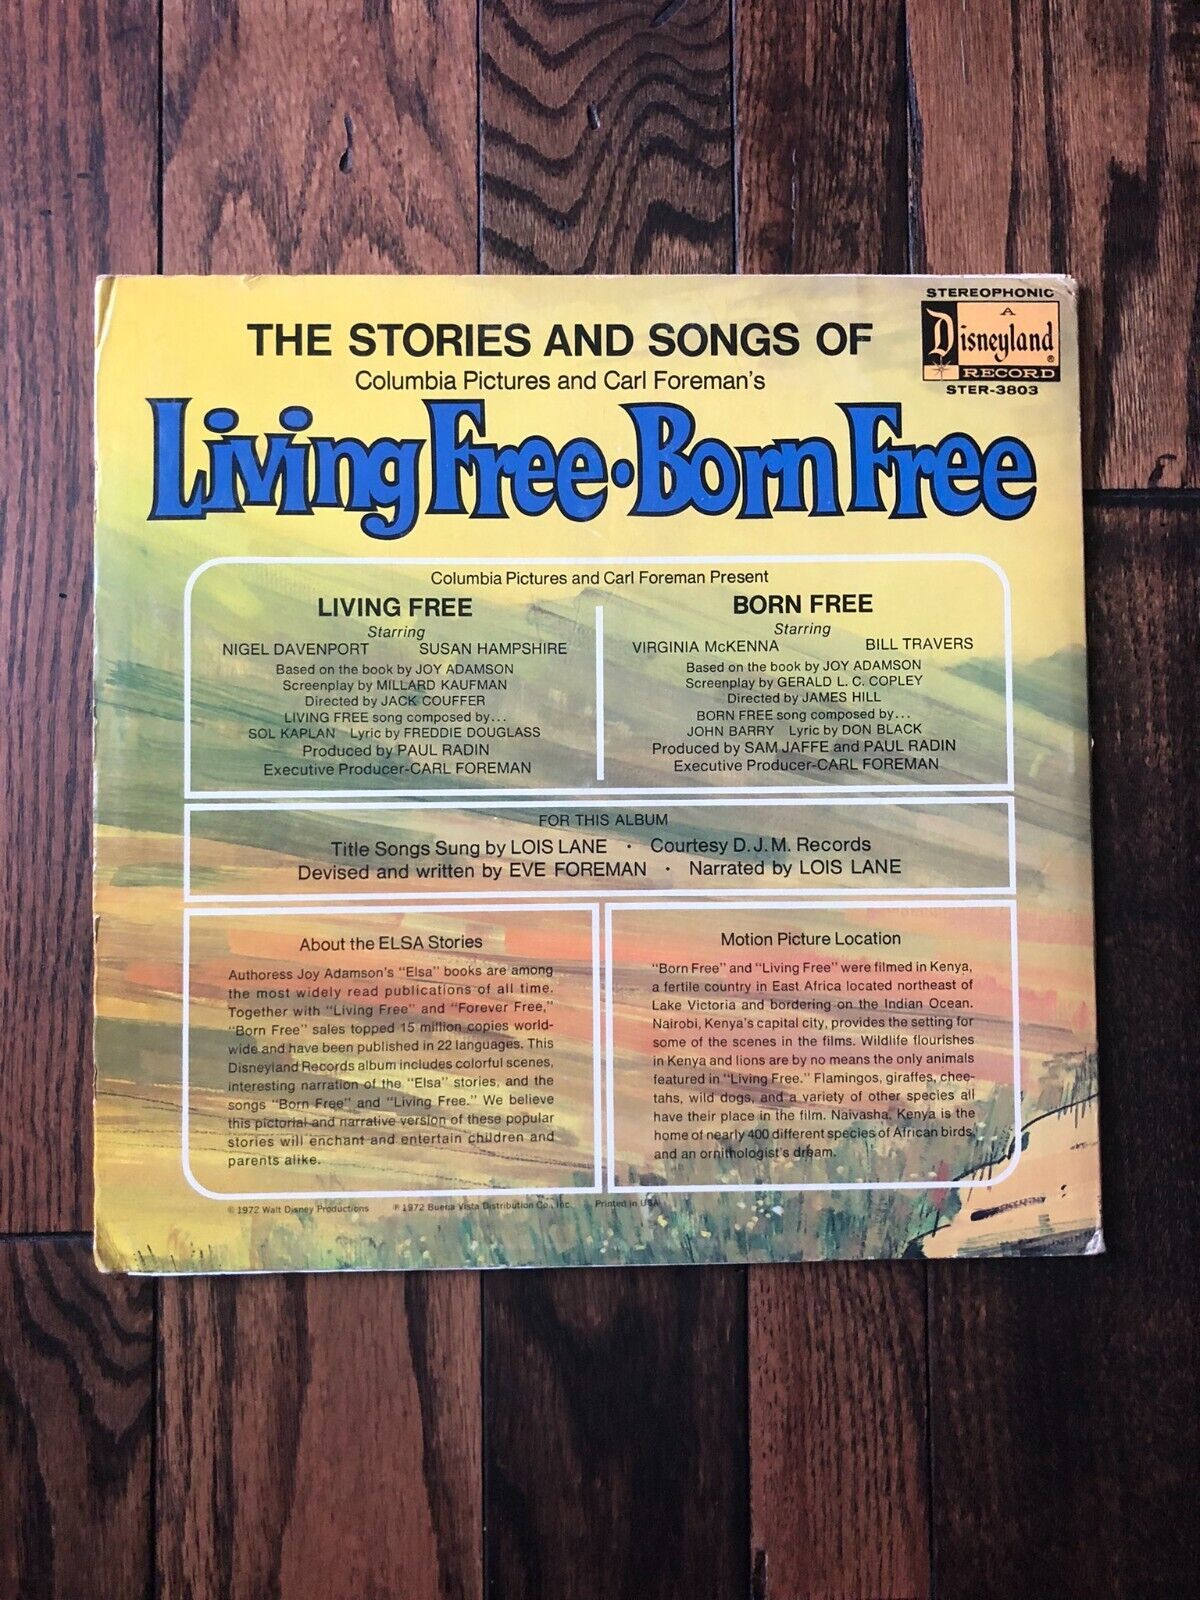 STEREOPHONIC
A
Disneyland®
RECORD
STER-3803
THE STORIES AND SONGS OF
Columbia Pictures and Carl Foreman's
Living Free • Born Free
Columbia Pictures and Carl Foreman Present
LIVING FREE
Starring
NIGEL DAVENPORT SUSAN HAMPSHIRE
Based on the book by JOY ADAMSON
Screenplay by MILLARD KAUFMAN
Directed by JACK COUFFER
LIVING FREE song composed by...
SOL KAPLAN Lyric by FREDDIE DOUGLASS
Produced by PAUL RADIN
Executive Producer-CARL FOREMAN
BORN FREE
Starring
VIRGINIA McKENNA BILL TRAVERS
Based on the book by JOY ADAMSON
Screenplay by GERALD L. C. COPLEY
Directed by JAMES HILL
BORN FREE song composed by...
JOHN BARRY Lyric by DON BLACK
Produced by SAM JAFFE and PAUL RADIN
Executive Producer-CARL FOREMAN
FOR THIS ALBUM
Title Songs Sung by LOIS LANE • Courtesy D.J.M. Records
Devised and written by EVE FOREMAN • Narrated by LOIS LANE
About the ELSA Stories
Authoress Joy Adamson's "Elsa" books are among
the most widely read publications of all time.
Together with "Living Free" and "Forever Free,"
"Born Free" sales topped 15 million copies world-
wide and have been published in 22 languages. This
Disneyland Records album includes colorful scenes,
interesting narration of the "Elsa" stories, and the
songs "Born Free" and "Living Free." We believe
this pictorial and narrative version of these popular
stories will enchant and entertain children and
parents alike.
Motion Picture Location
"Born Free" and "Living Free" were filmed in Kenya,
a fertile country in East Africa located northeast of
Lake Victoria and bordering on the Indian Ocean.
Nairobi, Kenya's capital city, provides the setting for
some of the scenes in the films. Wildlife flourishes
in Kenya and lions are by no means the only animals
featured in "Living Free." Flamingos, giraffes, chee-
tahs, wild dogs, and a variety of other species all
have their place in the film. Naivasha, Kenya is the
home of nearly 400 different species of African birds,
and an ornithologist's dream.
© 1972 Walt Disney Productions ℗ 1972 Buena Vista Distribution Co., Inc. Printed in USA